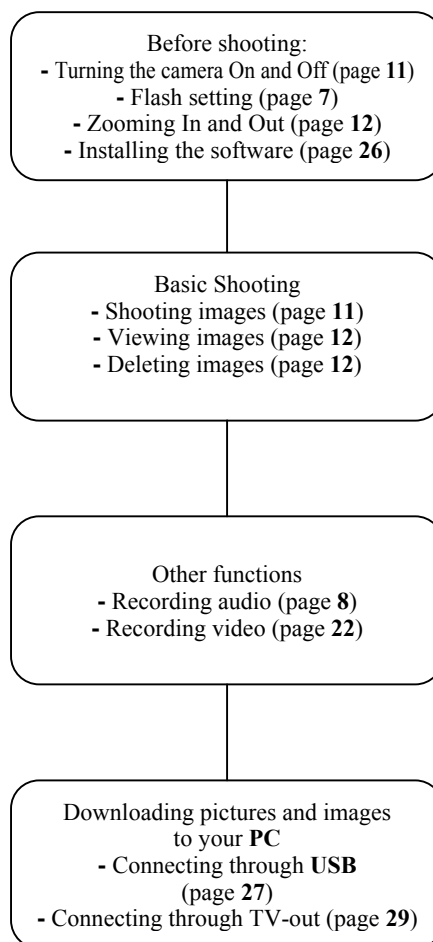 Before shooting:
- Turning the camera On and Off (page 11)
- Flash setting (page 7)
- Zooming In and Out (page 12)
- Installing the software (page 26)
Basic Shooting
- Shooting images (page 11)
- Viewing images (page 12)
- Deleting images (page 12)
Other functions
- Recording audio (page 8)
- Recording video (page 22)
Downloading pictures and images
to your PC
- Connecting through USB
(page 27)
- Connecting through TV-out (page 29)